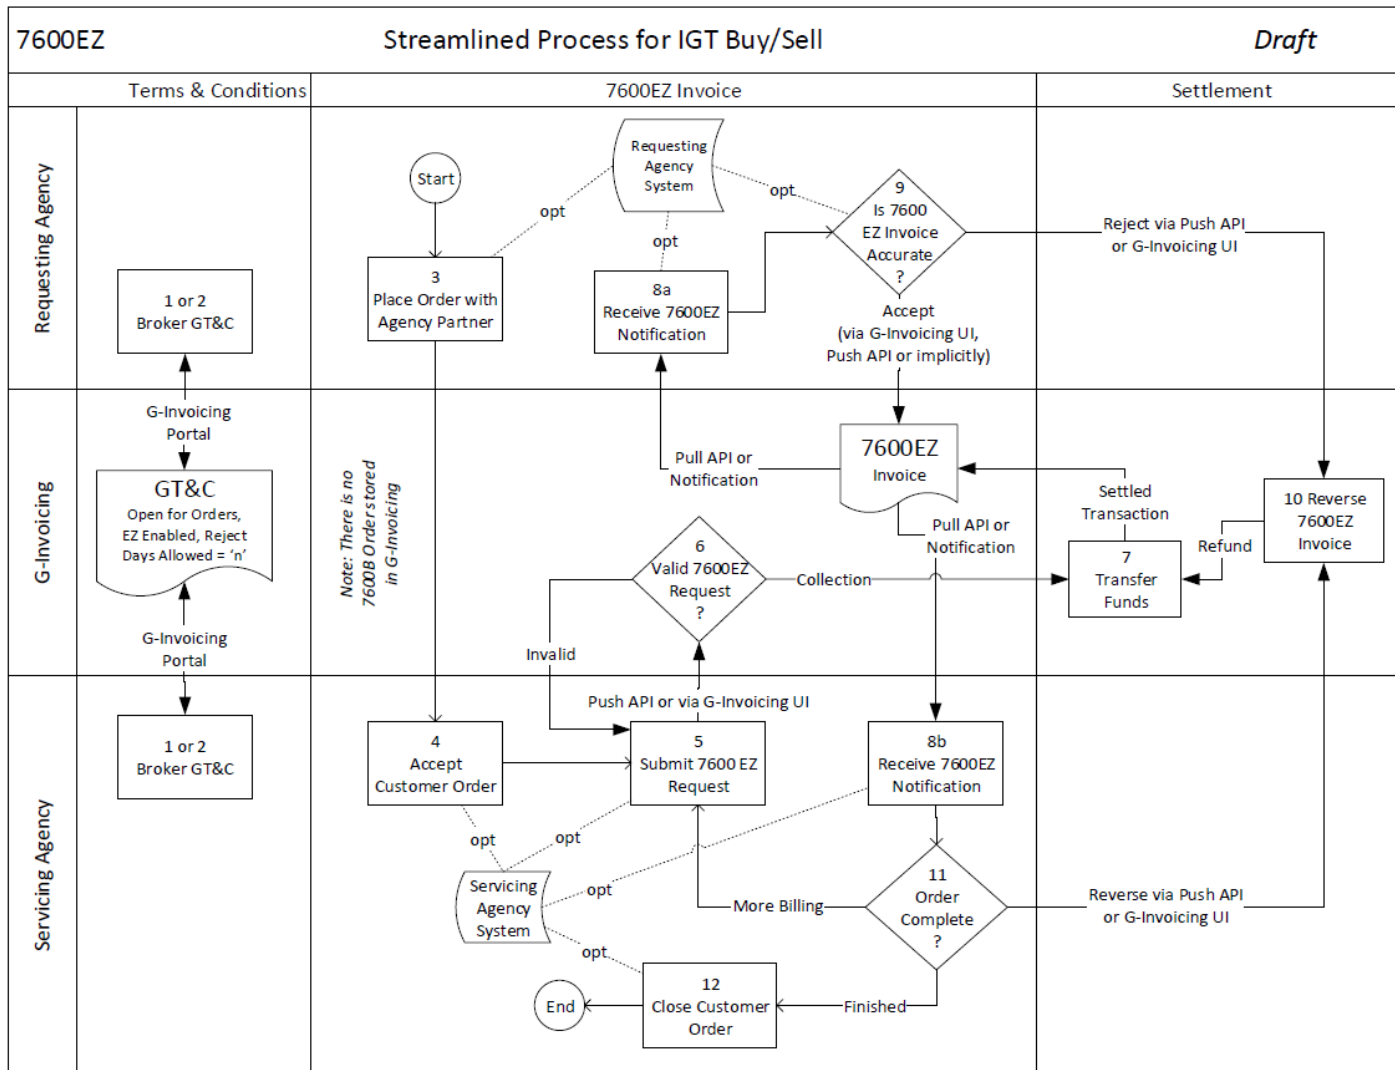 7600EZ
Streamlined Process for IGT Buy/Sell
Draft
Terms & Conditions
7600EZ Invoice
Settlement
Requesting Agency
Start
Requesting
Agency
System
opt
opt
opt
9
Is 7600
EZ Invoice
Accurate
?
Reject via Push API
or G-Invoicing UI
1 or 2
Broker GT&C
3
Place Order with
Agency Partner
8a
Receive 7600EZ
Notification
Accept
(via G-Invoicing UI,
Push API or implicitly)
G-Invoicing
G-Invoicing
Portal
GT&C
Open for Orders,
EZ Enabled, Reject
Days Allowed = ‘n’
G-Invoicing
Portal
Note: There is no
7600B Order stored
in G-Invoicing
Pull API or
Notification
7600EZ
Invoice
Settled
Transaction
10 Reverse
7600EZ
Invoice
Pull API or
Notification
Refund
6
Valid 7600EZ
Request
?
Collection
7
Transfer
Funds
Invalid
Servicing Agency
Push API or via G-Invoicing UI
1 or 2
Broker GT&C
4
Accept
Customer Order
5
Submit 7600 EZ
Request
8b
Receive 7600EZ
Notification
opt
opt
opt
Servicing
Agency
System
More Billing
11
Order
Complete
?
Reverse via Push API
or G-Invoicing UI
opt
End
12
Close Customer
Order
Finished